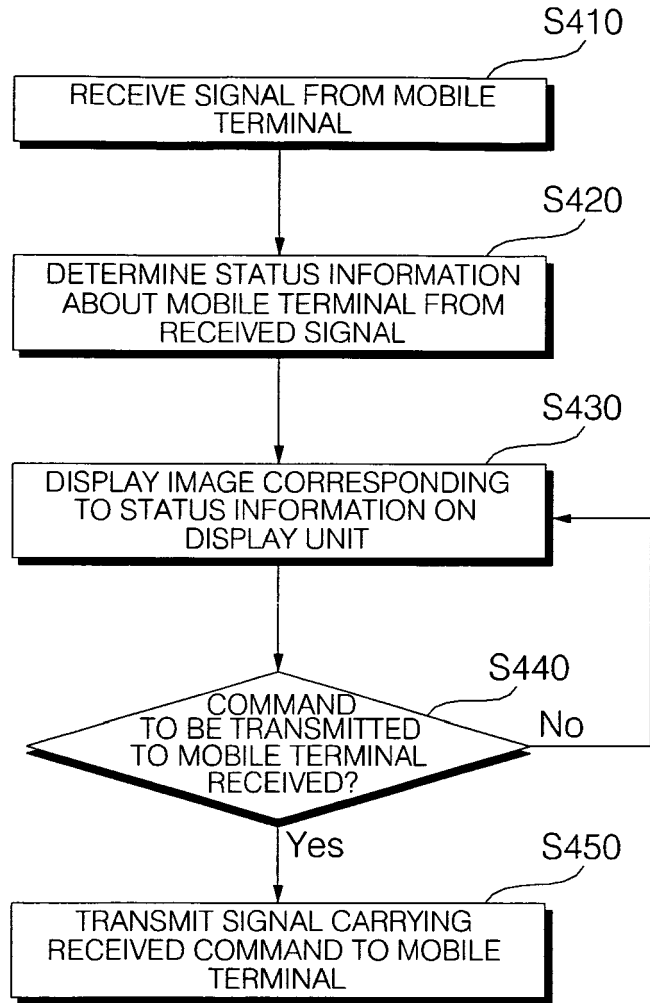 S410
RECEIVE SIGNAL FROM MOBILE
TERMINAL
S420
DETERMINE STATUS INFORMATION
ABOUT MOBILE TERMINAL FROM
RECEIVED SIGNAL
S430
DISPLAY IMAGE CORRESPONDING
TO STATUS INFORMATION ON
DISPLAY UNIT
S440
COMMAND
TO BE TRANSMITTED
TO MOBILE TERMINAL
RECEIVED?
No
Yes
S450
TRANSMIT SIGNAL CARRYING
RECEIVED COMMAND TO MOBILE
TERMINAL